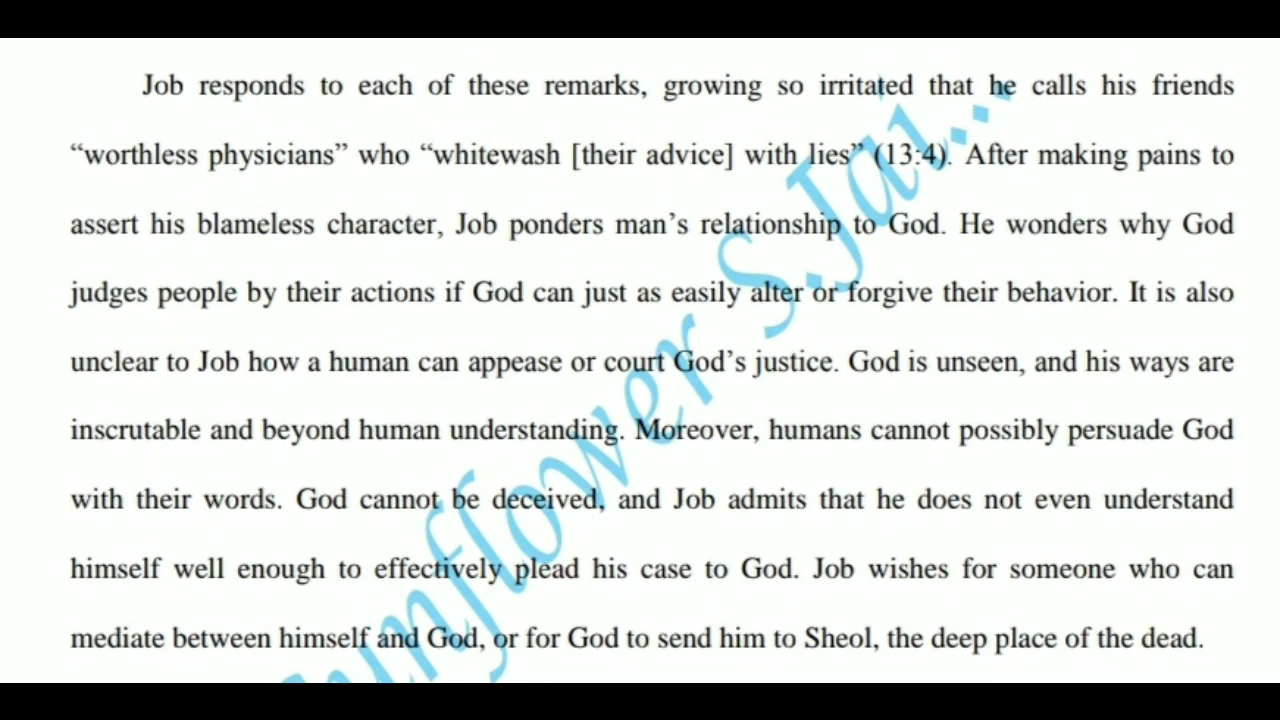 Job responds to each of these remarks, growing so irritated that he calls his friends
“worthless physicians” who “whitewash [their advice] with lies” (13:4). After making pains to
assert his blameless character, Job ponders man’s relationship to God. He wonders why God
judges people by their actions if God can just as easily alter or forgive their behavior. It is also
unclear to Job how a human can appease or court God’s justice. God is unseen, and his ways are
inscrutable and beyond human understanding. Moreover, humans cannot possibly persuade God
with their words. God cannot be deceived, and Job admits that he does not even understand
himself well enough to effectively plead his case to God. Job wishes for someone who can
mediate between himself and God, or for God to send him to Sheol, the deep place of the dead.
Sunflower S.Jai...